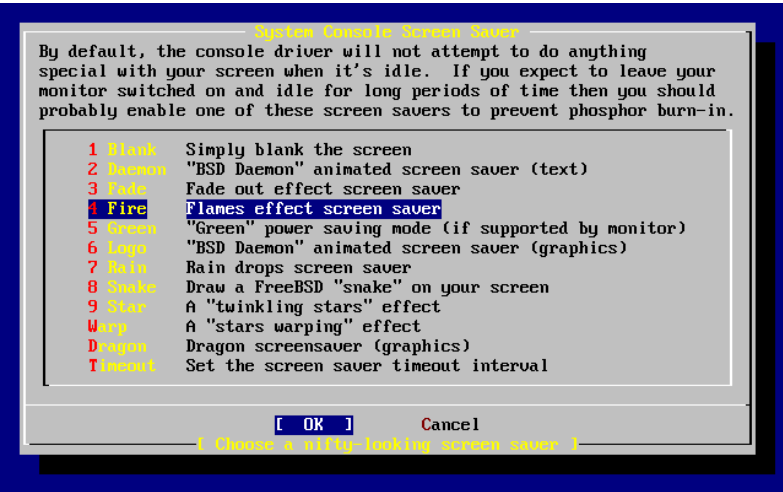 System Console Screen Saver
By default, the console driver will not attempt to do anything
special with your screen when it's idle.  If you expect to leave your
monitor switched on and idle for long periods of time then you should
probably enable one of these screen savers to prevent phosphor burn-in.
1 Blank   Simply blank the screen
2 Daemon  "BSD Daemon" animated screen saver (text)
3 Fade    Fade out effect screen saver
4 Fire    Flames effect screen saver
5 Green   "Green" power saving mode (if supported by monitor)
6 Logo    "BSD Daemon" animated screen saver (graphics)
7 Rain    Rain drops screen saver
8 Snake   Draw a FreeBSD "snake" on your screen
9 Star    A "twinkling stars" effect
Warp      A "stars warping" effect
Dragon    Dragon screensaver (graphics)
Timeout   Set the screen saver timeout interval
[  OK  ]       Cancel
[ Choose a nifty-looking screen saver ]